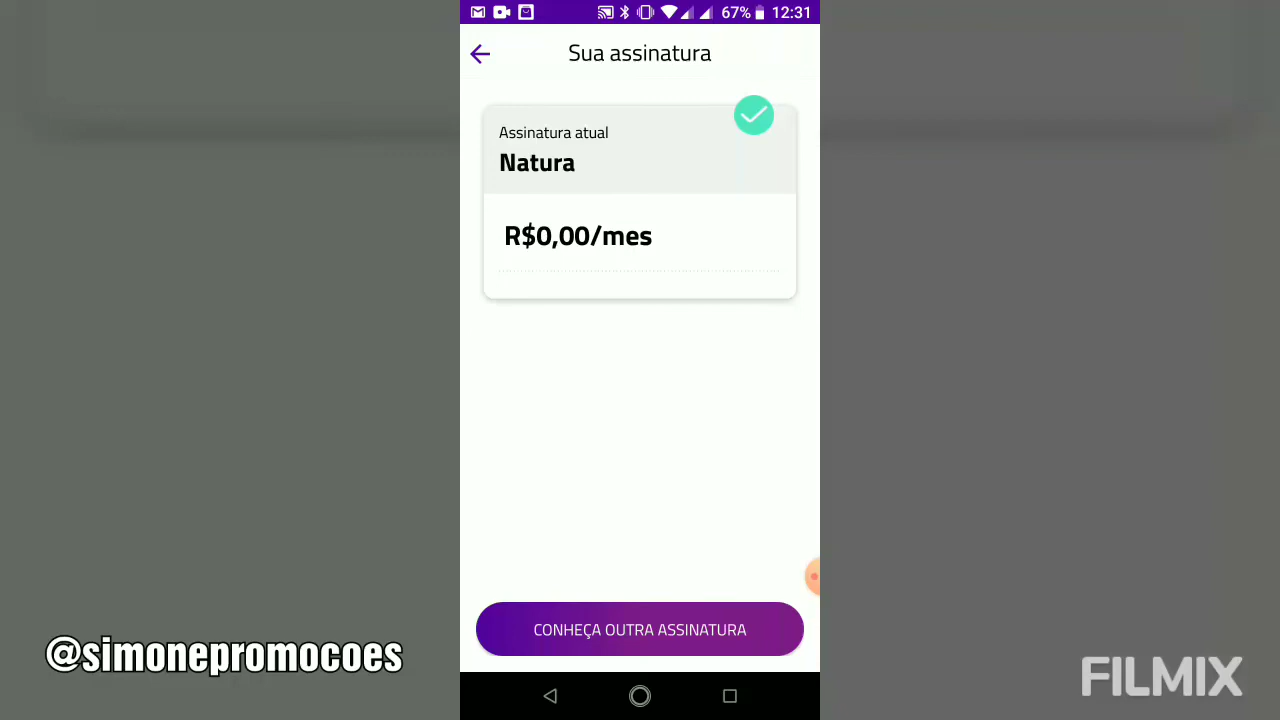 67% 12:31
Sua assinatura
Assinatura atual
Natura
R$0,00/mes
CONHEÇA OUTRA ASSINATURA
@simonepromocoes
FILMIX